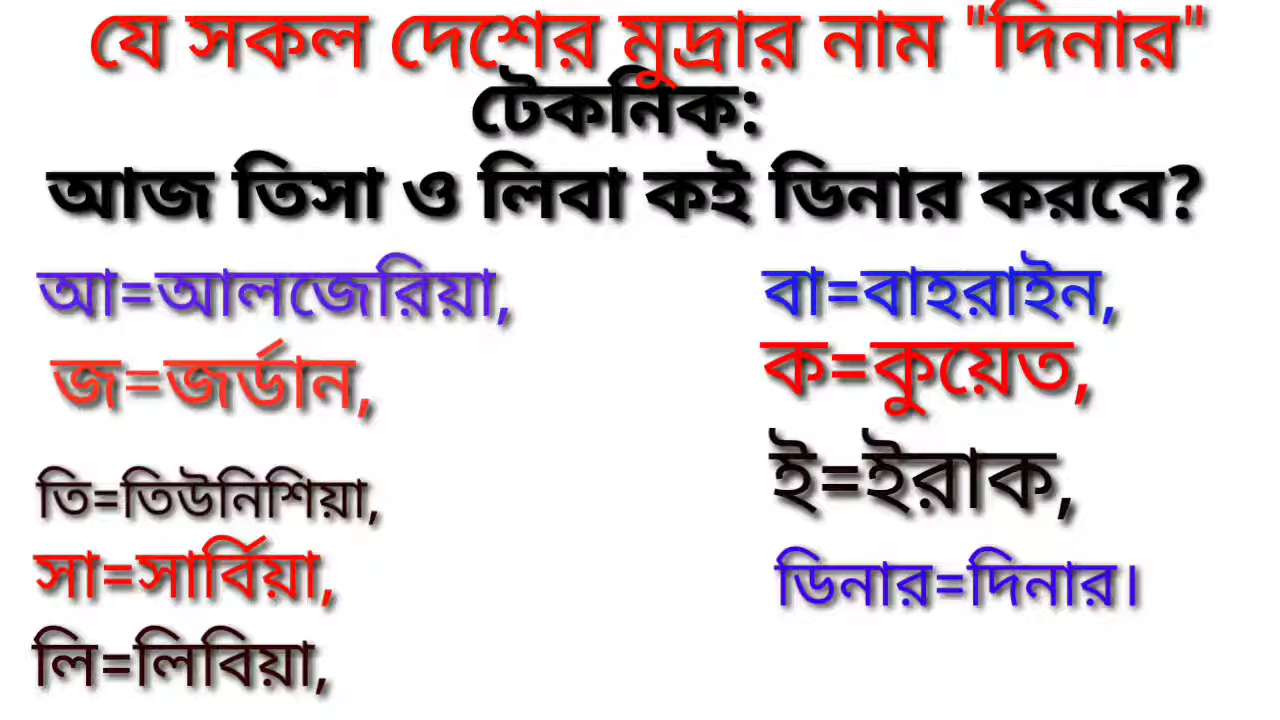 যে সকল দেশের মুদ্রার নাম "দিনার"
টেকনিক:
আজ তিসা ও লিবা কই ডিনার করবে?
আ=আলজেরিয়া,
জ=জর্ডান,
তি=তিউনিশিয়া,
সা=সার্বিয়া,
লি=লিবিয়া,
বা=বাহরাইন,
ক=কুয়েত,
ই=ইরাক,
ডিনার=দিনার।